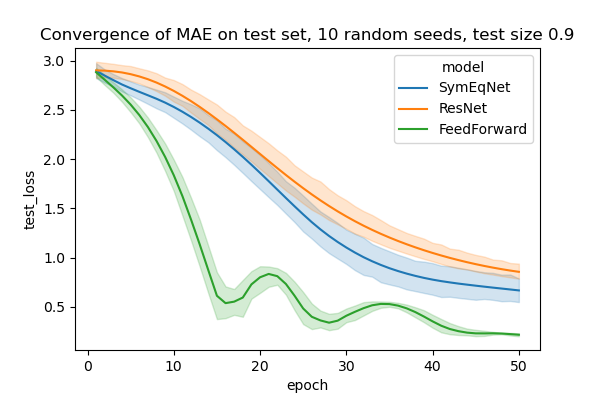 Convergence of MAE on test set, 10 random seeds, test size 0.9
model
SymEqNet
ResNet
FeedForward
test_loss
3.0
2.5
2.0
1.5
1.0
0.5
0
10
20
30
40
50
epoch